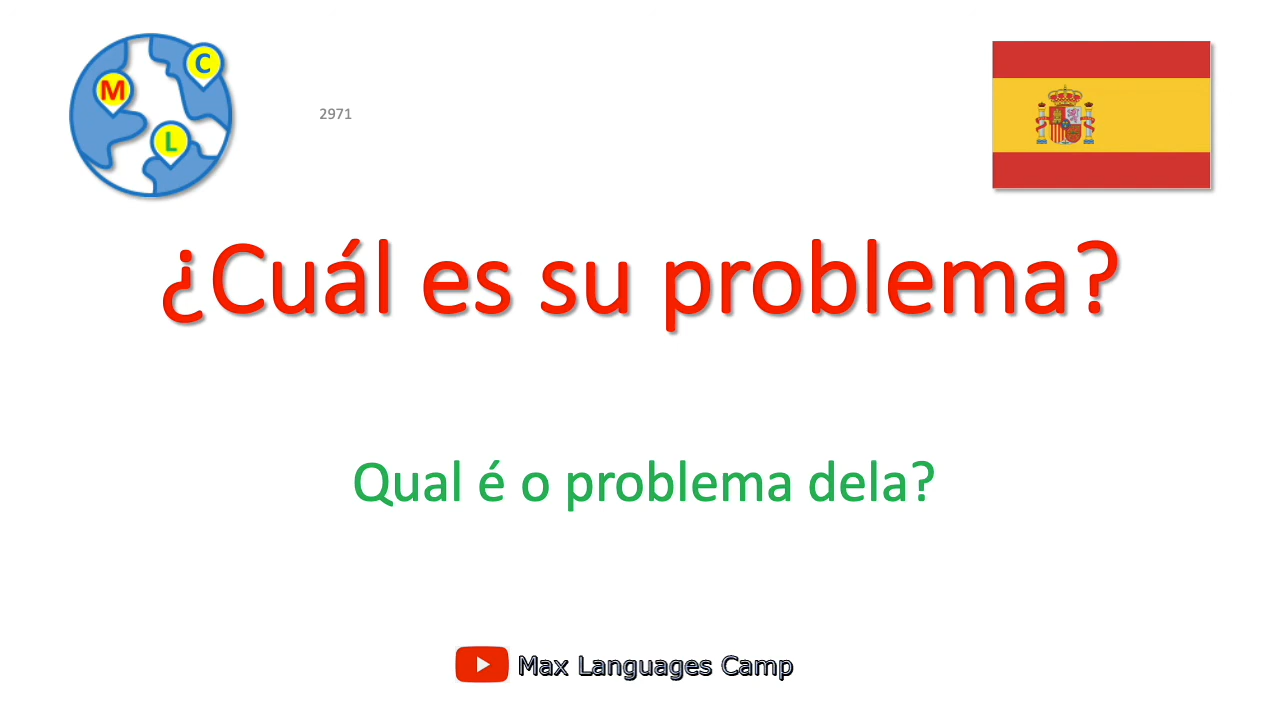 M
C
L
2971
¿Cuál es su problema?
Qual é o problema dela?
Max Languages Camp